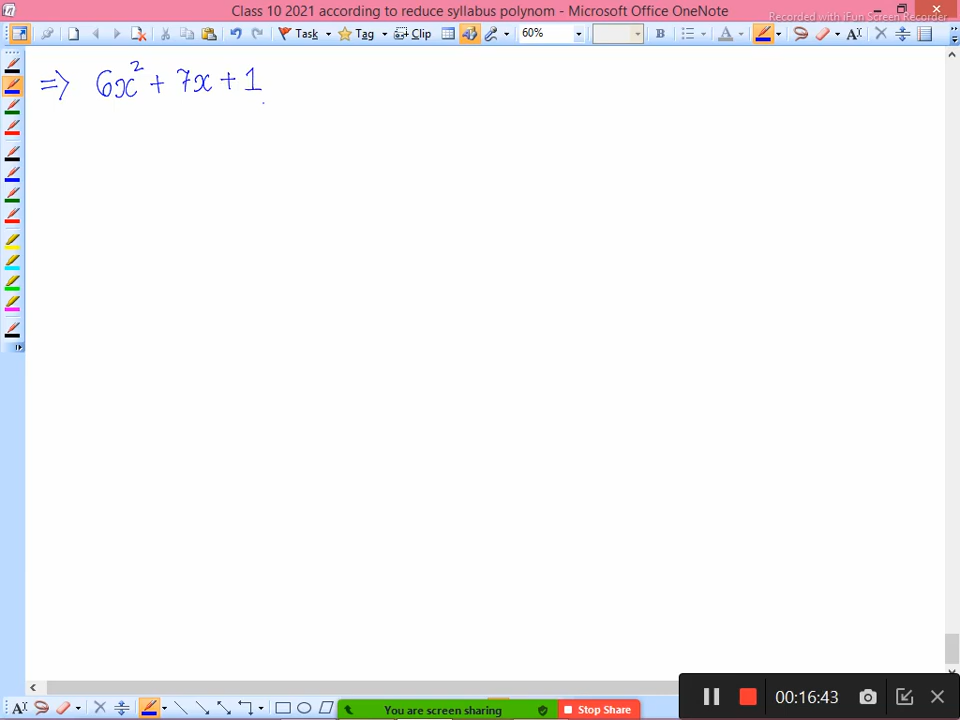 Class 10 2021 according to reduce syllabus polynom - Microsoft Office OneNote
Recorded with iFun Screen Recorder
Task Tag Clip 60% B A A
⇒ 6x² + 7x + 1
A You are screen sharing Stop Share 00:16:43